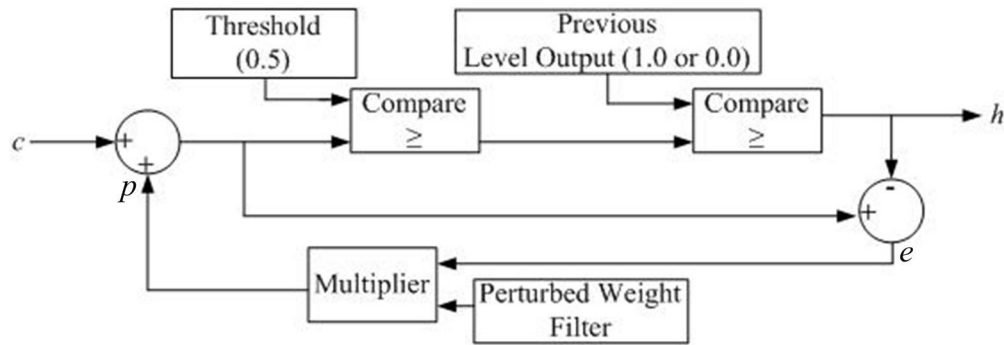 Threshold
(0.5)
Previous
Level Output (1.0 or 0.0)
Compare
≥
Compare
≥
c
+
+
p
h
-
+
e
Multiplier
Perturbed Weight
Filter